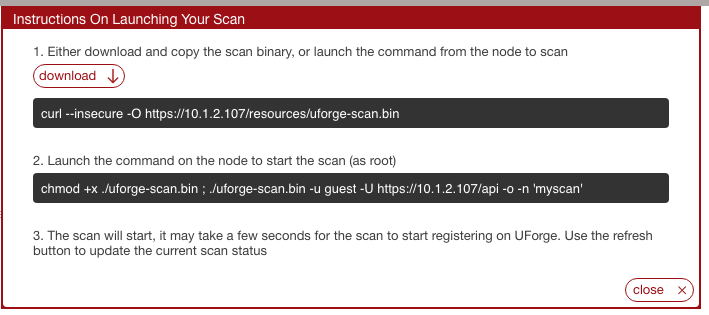 Instructions On Launching Your Scan
1. Either download and copy the scan binary, or launch the command from the node to scan
download
curl --insecure -O https://10.1.2.107/resources/uforge-scan.bin
2. Launch the command on the node to start the scan (as root)
chmod +x ./uforge-scan.bin ; ./uforge-scan.bin -u guest -U https://10.1.2.107/api -o -n 'myscan'
3. The scan will start, it may take a few seconds for the scan to start registering on UForge. Use the refresh
button to update the current scan status
close